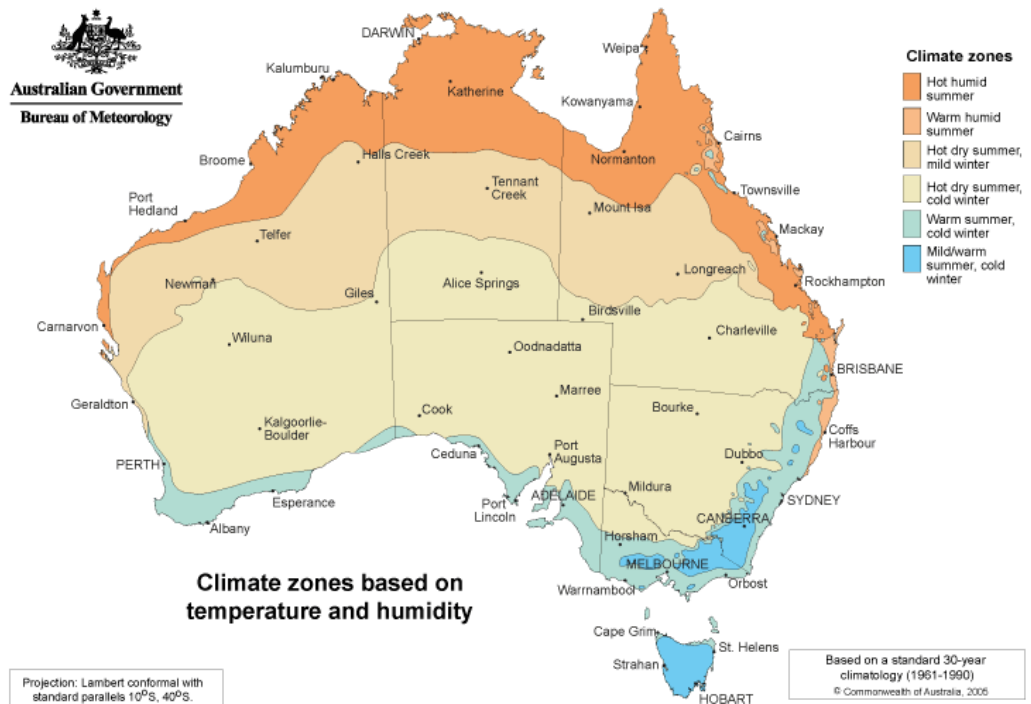 Australian Government
Bureau of Meteorology
DARWIN
Weipa
Kalumburu
Katherine
Kowanyama
Cairns
Broome
Halls Creek
Normanton
Tennant
Creek
Townsville
Port
Hedland
Mount Isa
Mackay
Telfer
Longreach
Newman
Alice Springs
Rockhampton
Giles
Birdsville
Carnarvon
Wiluna
Charleville
Oodnadatta
BRISBANE
Marree
Geraldton
Cook
Bourke
Kalgoorlie-
Boulder
Coffs
Harbour
PERTH
Ceduna
Port
Augusta
Dubbo
Esperance
Port
Lincoln
ADELAIDE
Mildura
SYDNEY
Albany
CANBERRA
Horsham
MELBOURNE
Warrnambool
Orbost
Cape Grim
St. Helens
Strahan
HOBART
Climate zones
Hot humid
summer
Warm humid
summer
Hot dry summer,
mild winter
Hot dry summer,
cold winter
Warm summer,
cold winter
Mild/warm
summer, cold
winter
Climate zones based on
temperature and humidity
Projection: Lambert conformal with
standard parallels 10ºS, 40ºS.
Based on a standard 30-year
climatology (1961-1990)
© Commonwealth of Australia, 2005